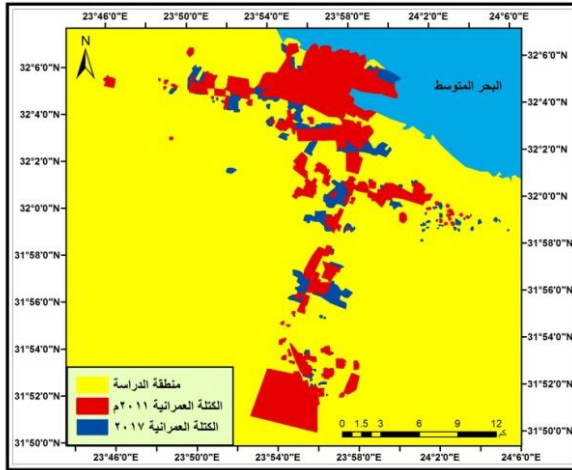 23°46'0"E 23°50'0"E 23°54'0"E 23°58'0"E 24°2'0"E 24°6'0"E
N
البحر المتوسط
32°6'0"N 32°6'0"N
32°4'0"N 32°4'0"N
32°2'0"N 32°2'0"N
32°0'0"N 32°0'0"N
31°58'0"N 31°58'0"N
31°56'0"N 31°56'0"N
31°54'0"N 31°54'0"N
31°52'0"N 31°52'0"N
31°50'0"N 31°50'0"N
منطقة الدراسة
الكتلة العمرانية ٢٠١١م
الكتلة العمرانية ٢٠١٧
0 1.5 3 6 9 12
كم
23°46'0"E 23°50'0"E 23°54'0"E 23°58'0"E 24°2'0"E 24°6'0"E